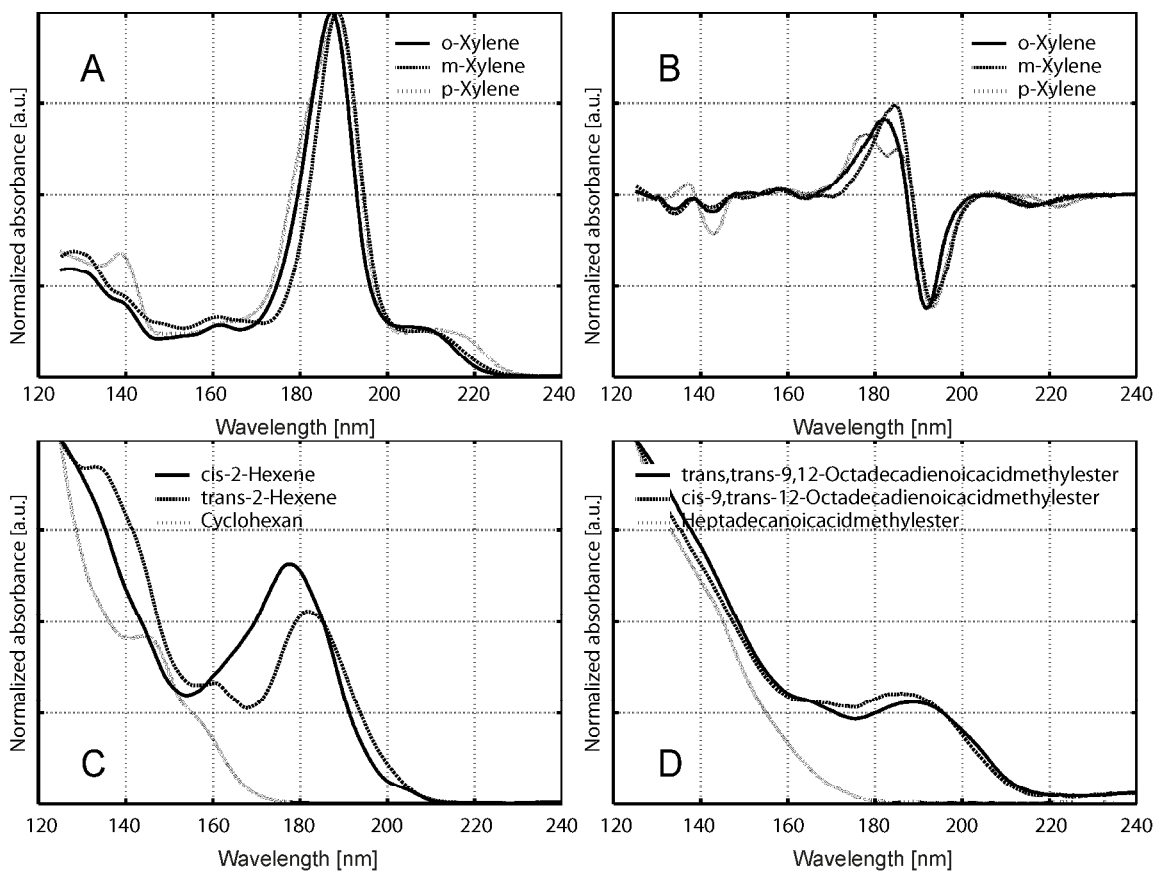 A
o-Xylene
m-Xylene
p-Xylene
Normalized absorbance [a.u.]
120 140 160 180 200 220 240
Wavelength [nm]
B
o-Xylene
m-Xylene
p-Xylene
Normalized absorbance [a.u.]
120 140 160 180 200 220 240
Wavelength [nm]
cis-2-Hexene
trans-2-Hexene
Cyclohexan
Normalized absorbance [a.u.]
C
120 140 160 180 200 220 240
Wavelength [nm]
trans,trans-9,12-Octadecadienoicacidmethylester
cis-9,trans-12-Octadecadienoicacidmethylester
Heptadecanoicacidmethylester
Normalized absorbance [a.u.]
D
120 140 160 180 200 220 240
Wavelength [nm]